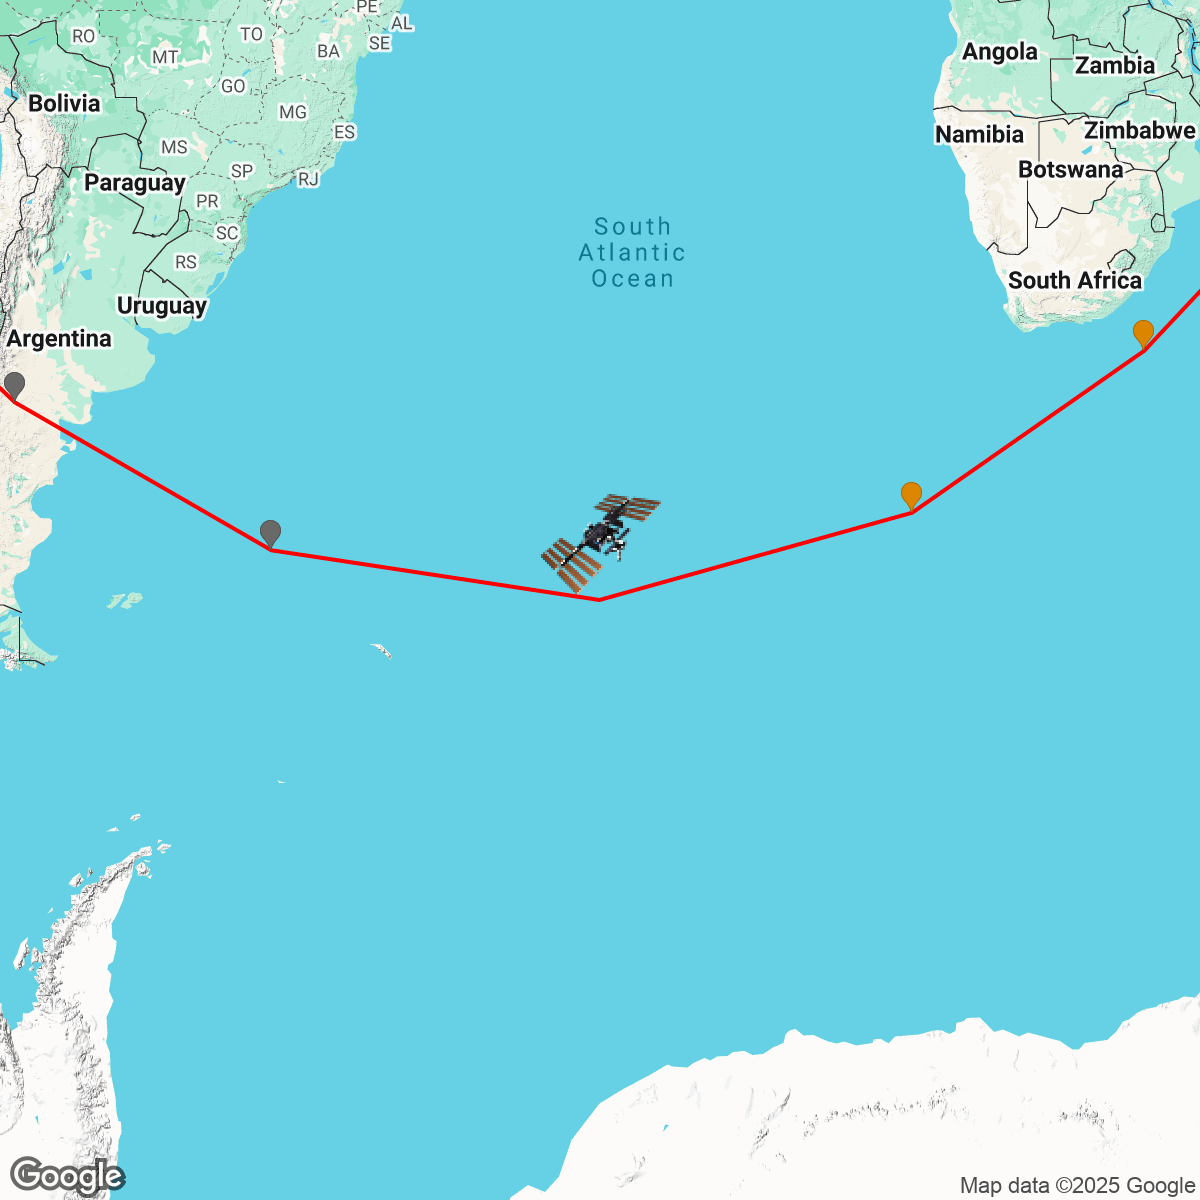 PE
AL
RO
TO
SE
MT
BA
Angola
Zambia
GO
Bolivia
MG
ES
Namibia
Zimbabwe
MS
SP
Botswana
Paraguay
RJ
PR
SC
South
Atlantic
Ocean
RS
South Africa
Uruguay
Argentina
Google
Map data ©2025 Google